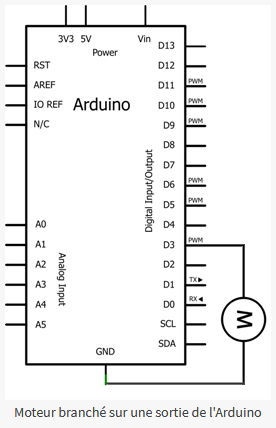 3V3 5V Vin
Power
D13
RST D12
AREF D11 PWM
IO REF Arduino D10 PWM
N/C D9 PWM
D8
D7
D6 PWM
D5 PWM
Digital Input/Output
A0 D4
A1 D3 PWM
A2 D2
A3 D1 TX▶
A4 D0 RX◀
A5 SCL
Analog Input
M
SDA
GND
Moteur branché sur une sortie de l'Arduino